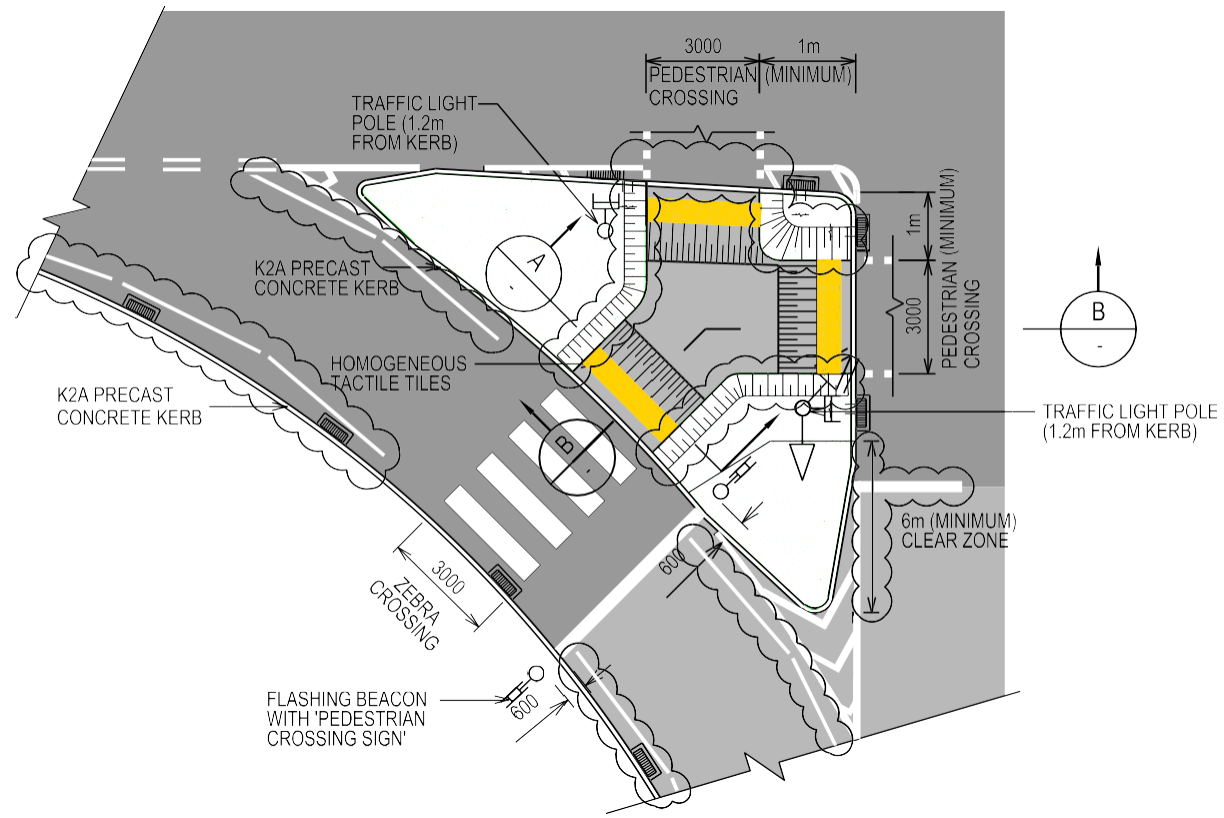 3000
1m
PEDESTRIAN
CROSSING
(MINIMUM)
TRAFFIC LIGHT
POLE (1.2m
FROM KERB)
1m
(MINIMUM)
3000
PEDESTRIAN
CROSSING
A
-
K2A PRECAST
CONCRETE KERB
B
-
HOMOGENEOUS
TACTILE TILES
K2A PRECAST
CONCRETE KERB
TRAFFIC LIGHT POLE
(1.2m FROM KERB)
B
-
6m (MINIMUM)
CLEAR ZONE
600
3000
ZEBRA
CROSSING
FLASHING BEACON
WITH 'PEDESTRIAN
CROSSING SIGN'
600